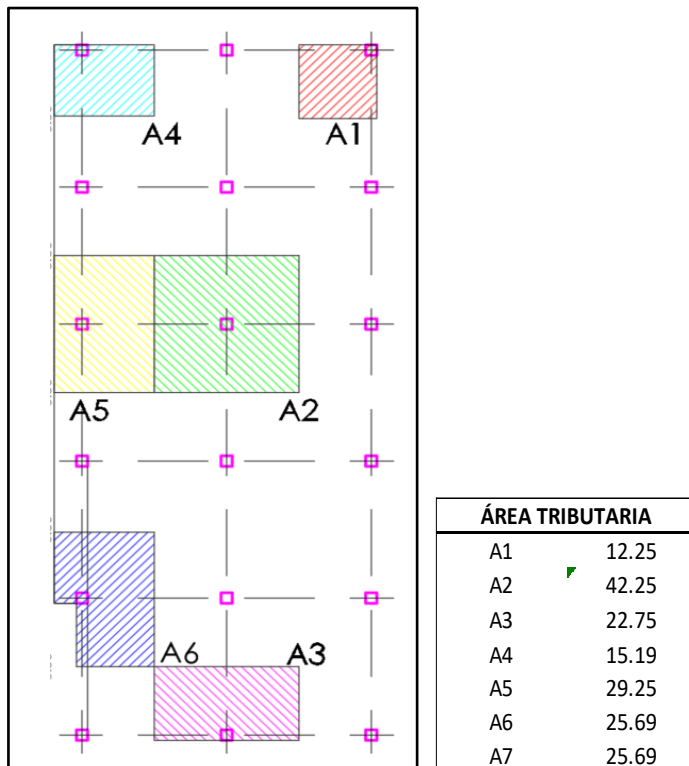 A4
A1
A5
A2
A6
A3
ÁREA TRIBUTARIA
A1 12.25
A2 42.25
A3 22.75
A4 15.19
A5 29.25
A6 25.69
A7 25.69